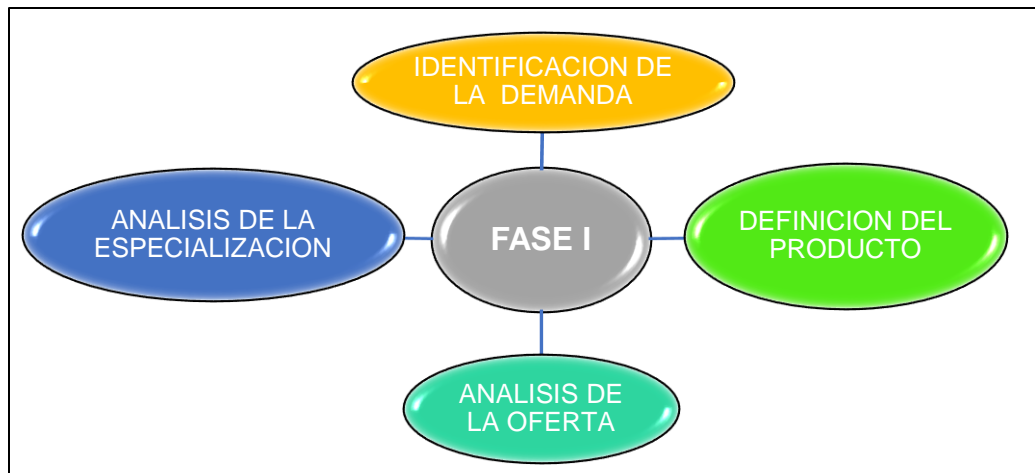 IDENTIFICACION DE
LA DEMANDA
ANALISIS DE LA
ESPECIALIZACION
FASE I
DEFINICION DEL
PRODUCTO
ANALISIS DE
LA OFERTA